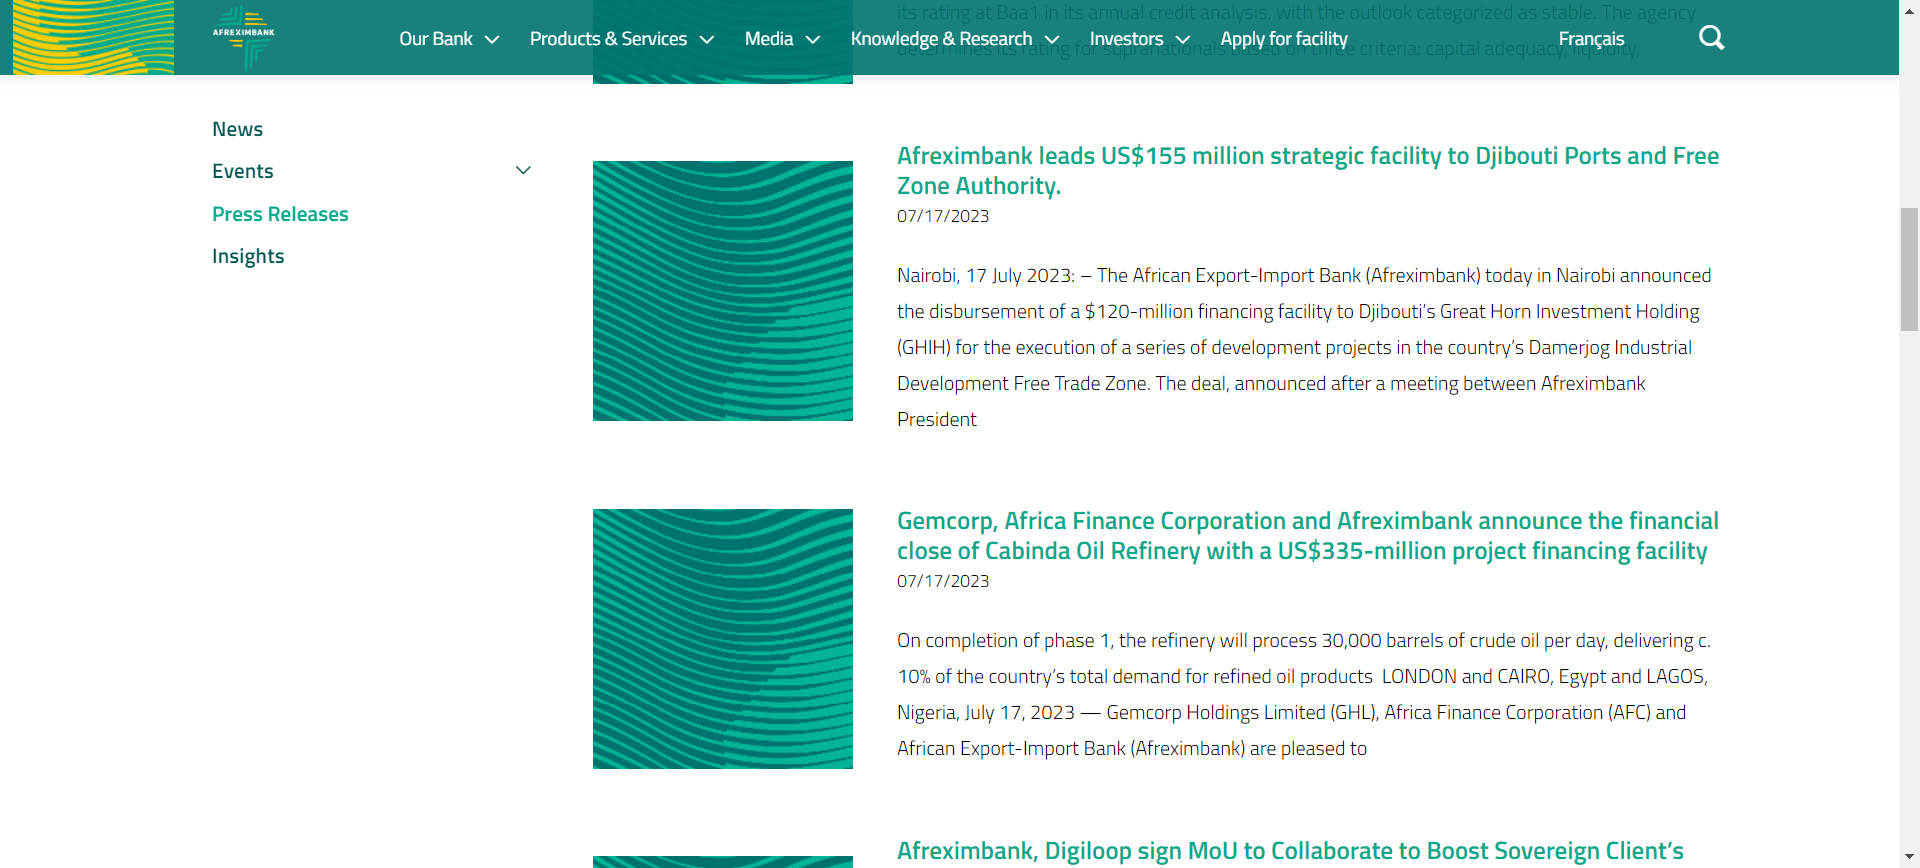 its rating at Baa1 in its annual credit analysis, with the outlook categorized as stable. The agency
AFREXIMBANK
Our Bank
Products & Services
Media
Knowledge & Research
Investors
Apply for facility
Français
determines its rating for supranationals based on three criteria: capital adequacy, liquidity,
News
Events
Press Releases
Insights
Afreximbank leads US$155 million strategic facility to Djibouti Ports and Free
Zone Authority.
07/17/2023
Nairobi, 17 July 2023: – The African Export-Import Bank (Afreximbank) today in Nairobi announced
the disbursement of a $120-million financing facility to Djibouti’s Great Horn Investment Holding
(GHIH) for the execution of a series of development projects in the country’s Damerjog Industrial
Development Free Trade Zone. The deal, announced after a meeting between Afreximbank
President
Gemcorp, Africa Finance Corporation and Afreximbank announce the financial
close of Cabinda Oil Refinery with a US$335-million project financing facility
07/17/2023
On completion of phase 1, the refinery will process 30,000 barrels of crude oil per day, delivering c.
10% of the country’s total demand for refined oil products  LONDON and CAIRO, Egypt and LAGOS,
Nigeria, July 17, 2023 — Gemcorp Holdings Limited (GHL), Africa Finance Corporation (AFC) and
African Export-Import Bank (Afreximbank) are pleased to
Afreximbank, Digiloop sign MoU to Collaborate to Boost Sovereign Client’s